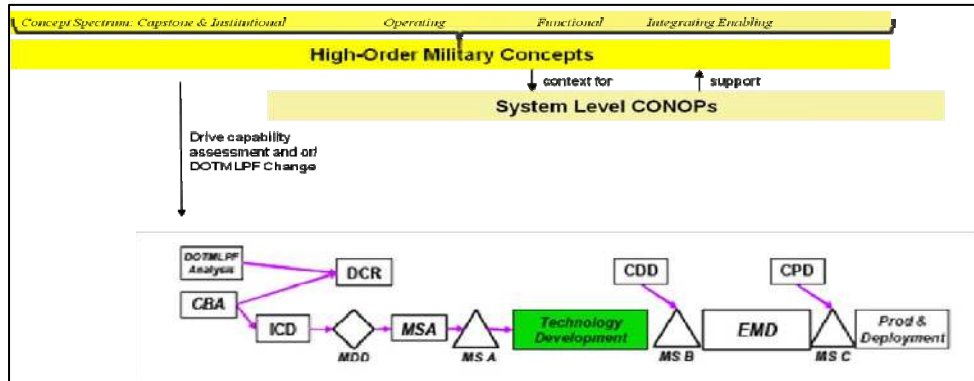 Concept Spectrum: Capstone & Institutional Operating Functional Integrating Enabling
High-Order Military Concepts
context for support
System Level CONOPs
Drive capability
assessment and or/
DOTMLPF Change
DOTMLPF
Analysis
DCR
CDD
CPD
CBA
ICD
MSA
Technology
Development
EMD
Prod &
Deployment
MDD
MS A
MS B
MS C